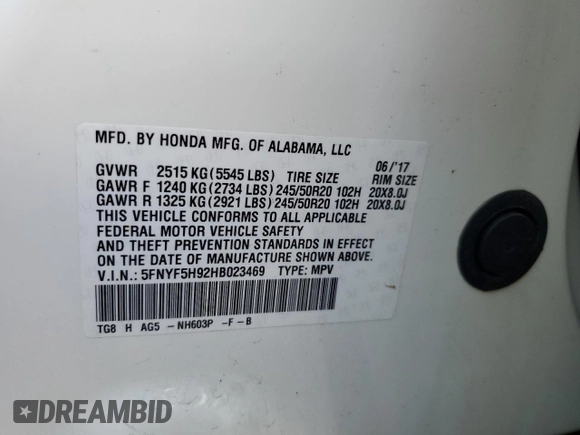 MFD. BY HONDA MFG. OF ALABAMA, LLC
06/'17
GVWR 2515 KG (5545 LBS) TIRE SIZE RIM SIZE
GAWR F 1240 KG (2734 LBS) 245/50R20 102H 20X8.0J
GAWR R 1325 KG (2921 LBS) 245/50R20 102H 20X8.0J
THIS VEHICLE CONFORMS TO ALL APPLICABLE
FEDERAL MOTOR VEHICLE SAFETY
AND THEFT PREVENTION STANDARDS IN EFFECT
ON THE DATE OF MANUFACTURE SHOWN ABOVE.
V.I.N.: 5FNYF5H92HB023469 TYPE: MPV
TG8 H AG5 -NH603P -F-B
DREAMBID